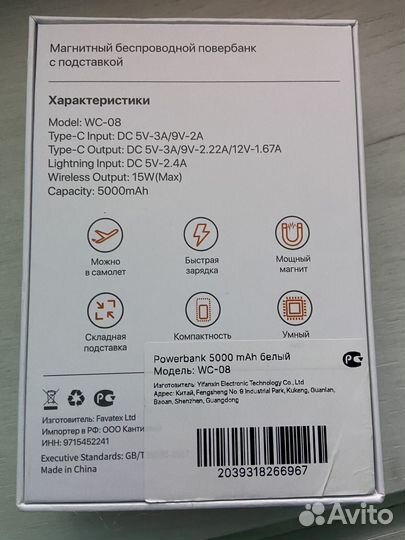 Магнитный беспроводной повербанк
с подставкой
Характеристики
Model: WC-08
Type-C Input: DC 5V-3A/9V-2A
Type-C Output: DC 5V-3A/9V-2.22A/12V-1.67A
Lightning Input: DC 5V-2.4A
Wireless Output: 15W(Max)
Capacity: 5000mAh
Можно
в самолет
Быстрая
зарядка
Мощный
магнит
Складная
подставка
Компактность
Умный
Powerbank 5000 mAh белый
Модель: WC-08
Изготовитель: Yifanxin Electronic Technology Co., Ltd
Адрес: Китай, Fengsheng No. 9 Industrial Park, Kukeng, Guanlan,
Baoan, Shenzhen, Guangdong
2039318266967
EAC
Изготовитель: Favatex Ltd
Импортер в РФ: ООО Канти
ИНН: 9715452241
Executive Standards: GB/T
Made in China
Avito